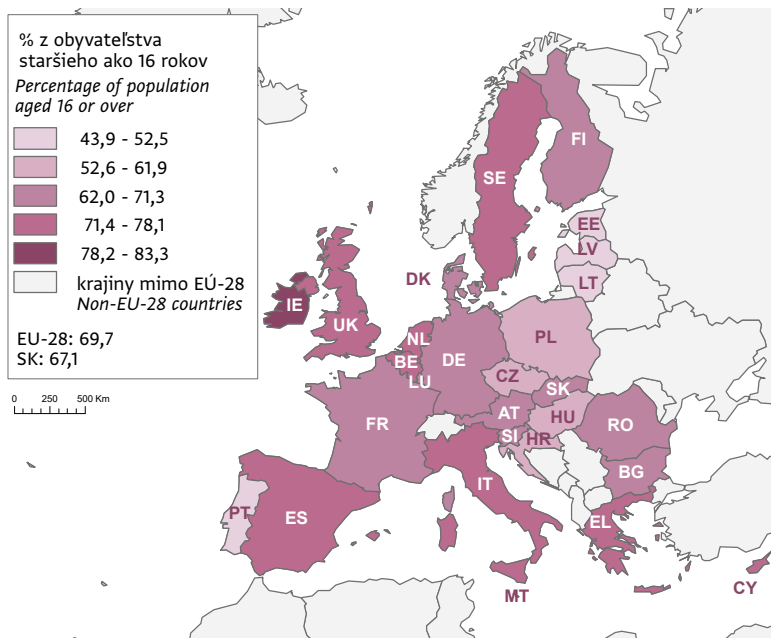 % z obyvateľstva
staršieho ako 16 rokov
Percentage of population
aged 16 or over
43,9 - 52,5
52,6 - 61,9
62,0 - 71,3
71,4 - 78,1
78,2 - 83,3
krajiny mimo EÚ-28
Non-EU-28 countries
EU-28: 69,7
SK: 67,1
0 250 500 Km
FI
SE
EE
LV
DK
LT
IE
UK
NL
PL
BE
DE
LU
CZ
SK
AT
HU
FR
RO
SI
HR
BG
IT
PT
ES
EL
MT
CY